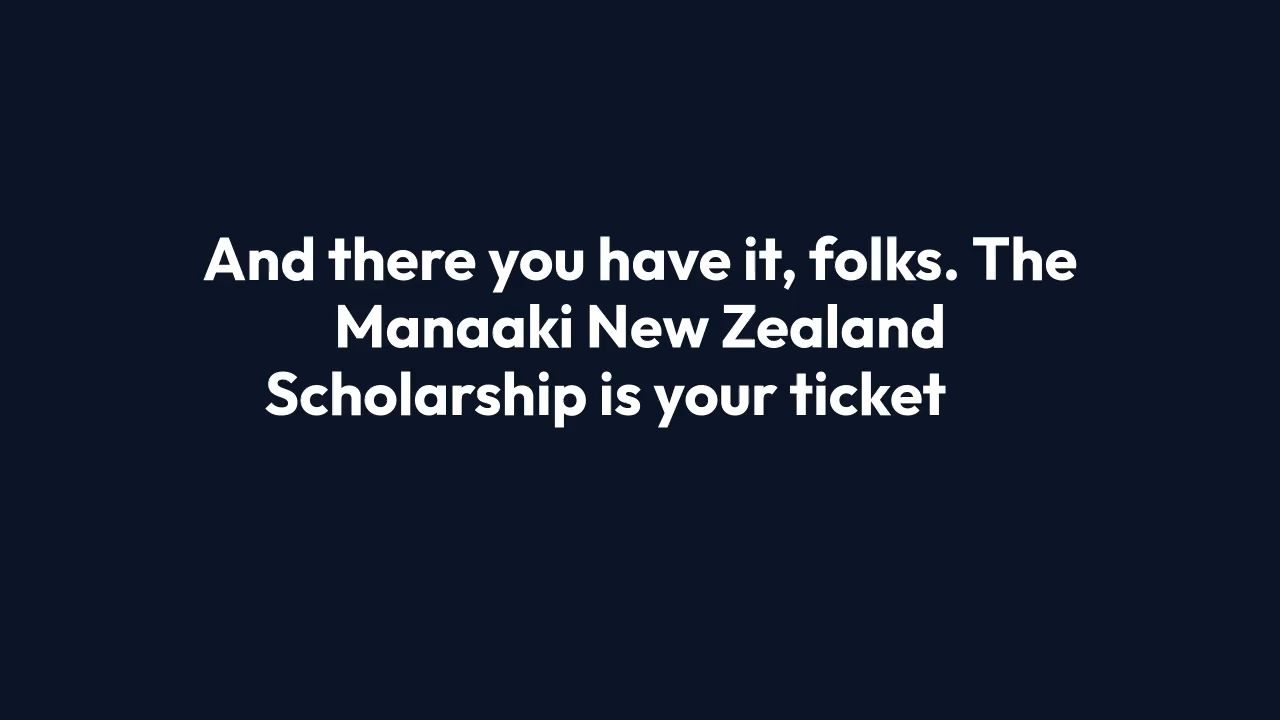 And there you have it, folks. The
Manaaki New Zealand
Scholarship is your ticket